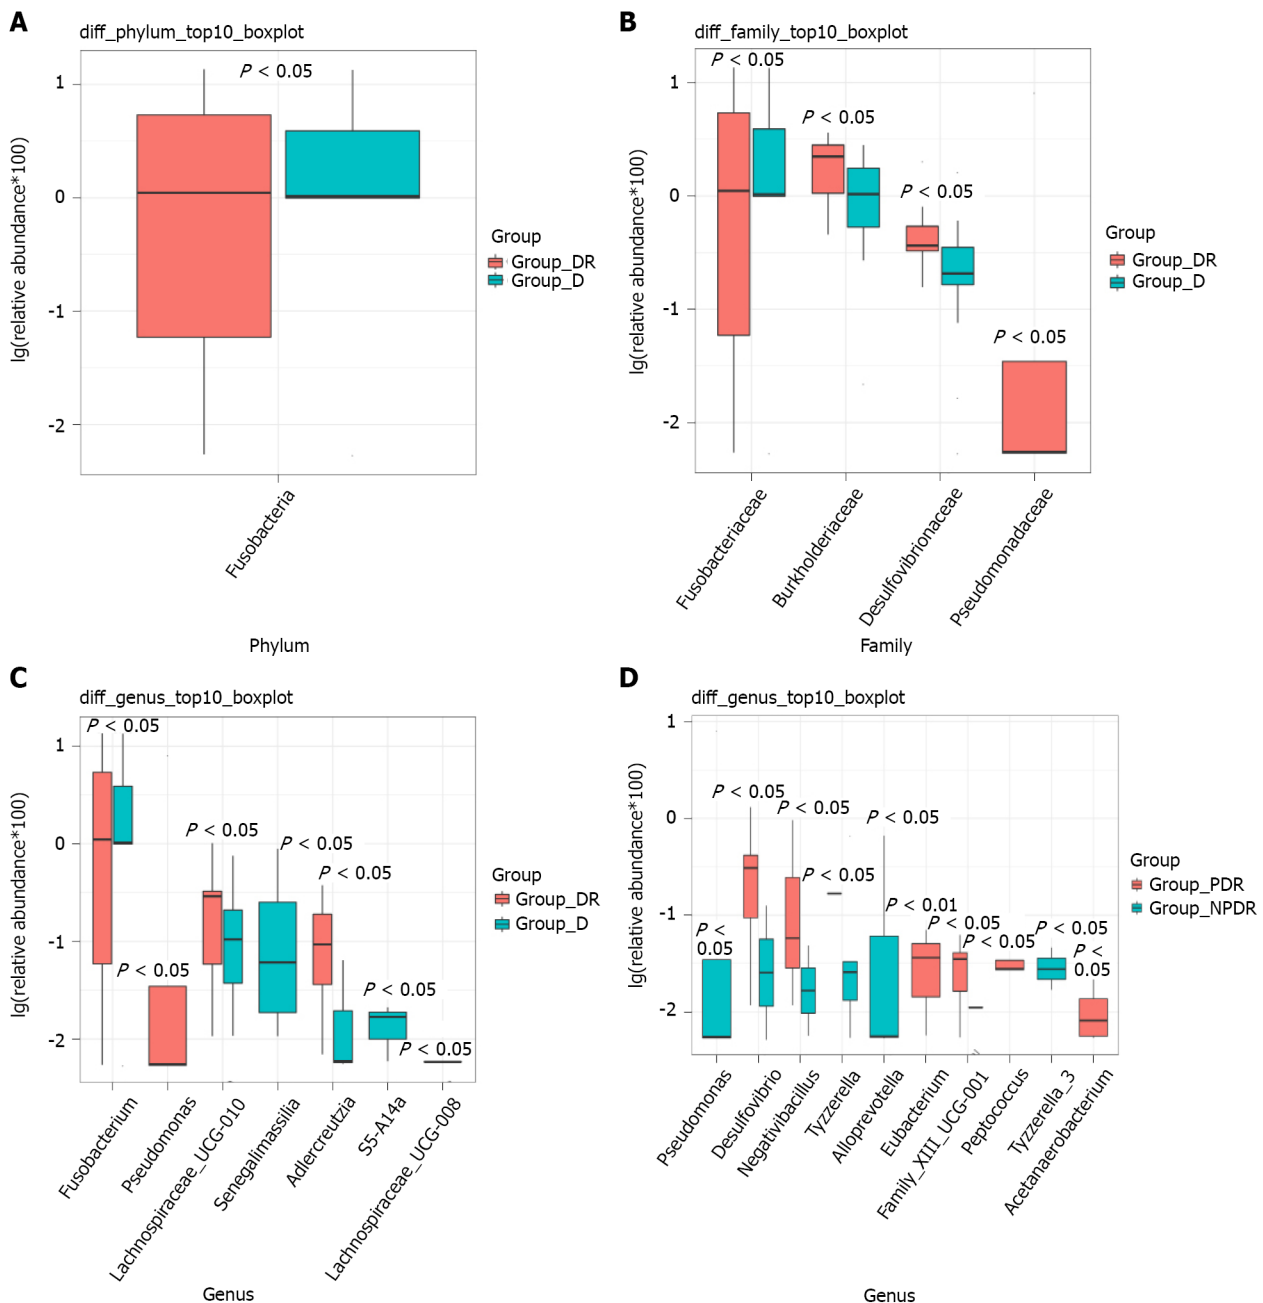 A
diff_phylum_top10_boxplot
P < 0.05
1
0
-1
-2
lg(relative abundance*100)
Fusobacteria
Phylum
Group
Group_DR
Group_D
B
diff_family_top10_boxplot
P < 0.05
P < 0.05
P < 0.05
P < 0.05
1
0
-1
-2
lg(relative abundance*100)
Fusobacteriaceae
Burkholderiaceae
Desulfovibrionaceae
Pseudomonadaceae
Family
Group
Group_DR
Group_D
C
diff_genus_top10_boxplot
P < 0.05
P < 0.05
P < 0.05
P < 0.05
P < 0.05
P < 0.05
P < 0.05
1
0
-1
-2
lg(relative abundance*100)
Fusobacterium
Pseudomonas
Lachnospiraceae_UCG-010
Senegalimassilia
Adlercreutzia
S5-A14a
Lachnospiraceae_UCG-008
Genus
Group
Group_DR
Group_D
D
diff_genus_top10_boxplot
P <
0.05
P < 0.05
P < 0.05
P < 0.05
P < 0.05
P < 0.01
P < 0.05
P < 0.05
P < 0.05
P <
0.05
1
0
-1
-2
lg(relative abundance*100)
Pseudomonas
Desulfovibrio
Negativibacillus
Tyzzerella
Alloprevotella
Eubacterium
Family_XIII_UCG-001
Peptococcus
Tyzzerella_3
Acetanaerobacterium
Genus
Group
Group_PDR
Group_NPDR